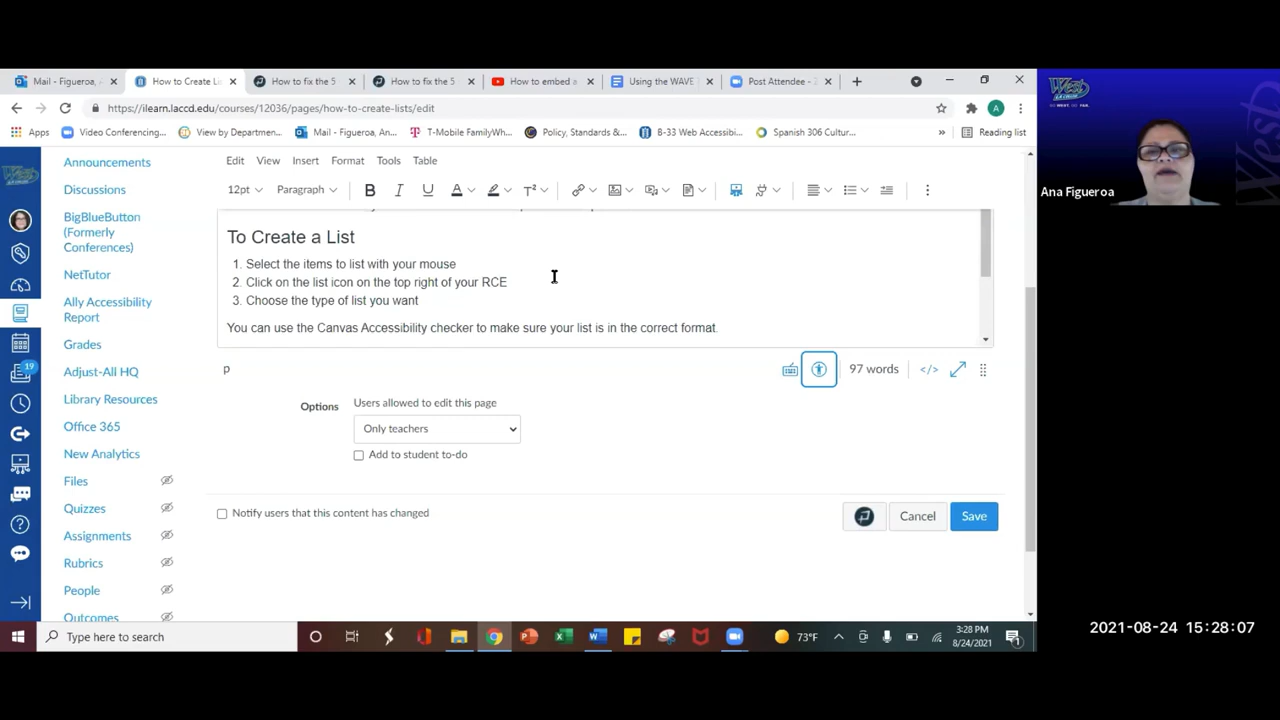 Mail - Figueroa,
How to Create Lis
How to fix the 5
How to fix the 5
How to embed a
Using the WAVE
Post Attendee - Z
https://ilearn.laccd.edu/courses/12036/pages/how-to-create-lists/edit
A
Apps
Video Conferencing...
View by Departmen...
Mail - Figueroa, An...
T-Mobile FamilyWh...
Policy, Standards &...
B-33 Web Accessibi...
Spanish 306 Cultur...
»
Reading list
Announcements
Discussions
BigBlueButton
(Formerly
Conferences)
NetTutor
Ally Accessibility
Report
Grades
Adjust-All HQ
Library Resources
Office 365
New Analytics
Files
Quizzes
Assignments
Rubrics
People
Outcomes
19
Edit View Insert Format Tools Table
12pt Paragraph B I U A T²
To Create a List
1. Select the items to list with your mouse
2. Click on the list icon on the top right of your RCE
3. Choose the type of list you want
You can use the Canvas Accessibility checker to make sure your list is in the correct format.
p
97 words </>
Options
Users allowed to edit this page
Only teachers
Add to student to-do
Notify users that this content has changed
Cancel Save
Type here to search
73°F
3:28 PM
8/24/2021
West
GO WEST. GO FAR.
Ana Figueroa
2021-08-24 15:28:07